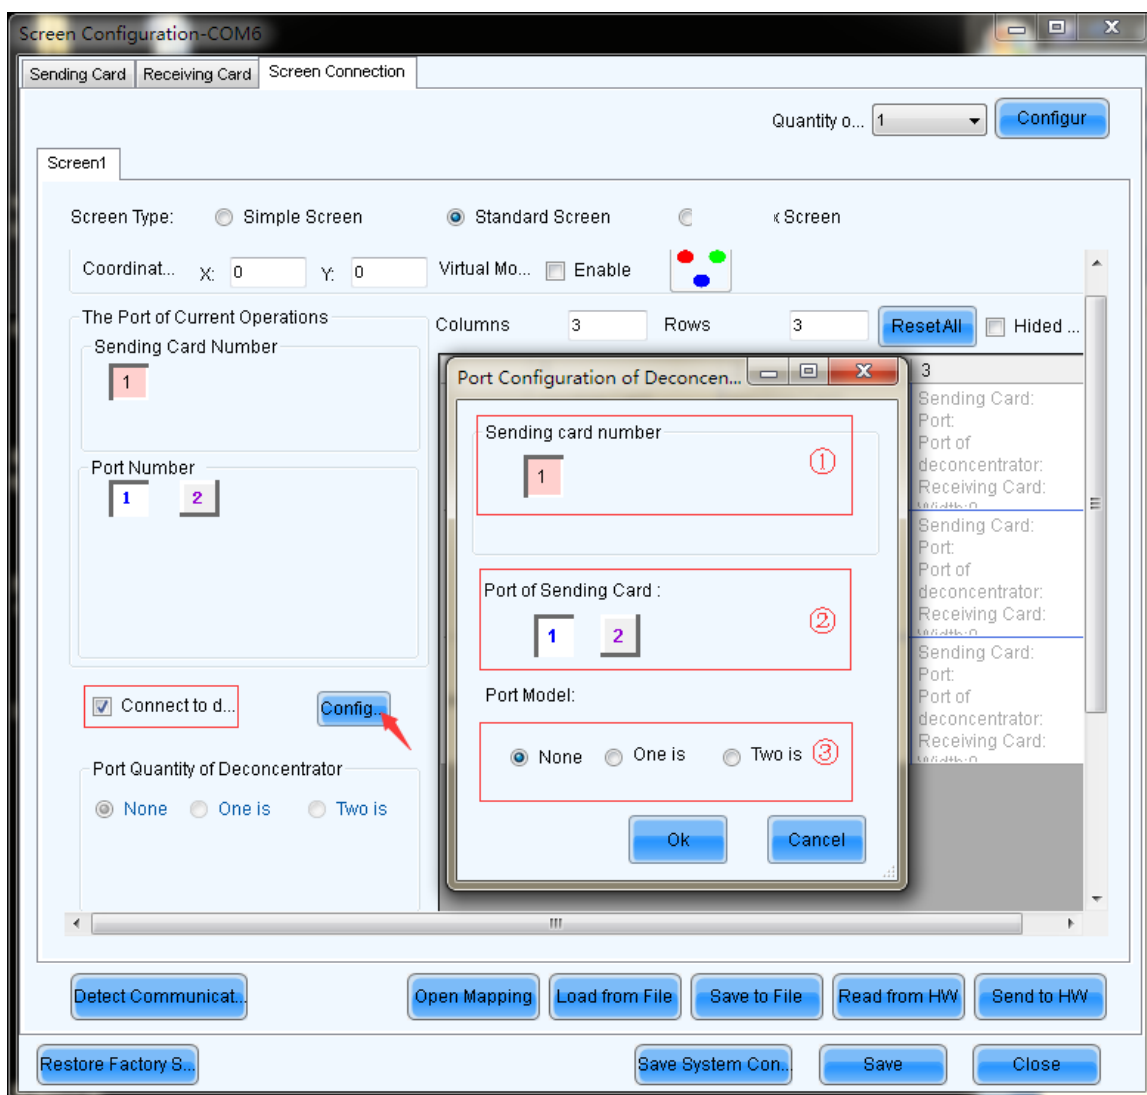 Screen Configuration-COM6
Sending Card Receiving Card Screen Connection
Quantity o... 1 Configur
Screen1
Screen Type: Simple Screen Standard Screen x Screen
Coordinat... X: 0 Y: 0 Virtual Mo... Enable
The Port of Current Operations
Columns 3 Rows 3 ResetAll Hided ...
Sending Card Number
1
Port Number
1 2
Connect to d... Config...
Port Quantity of Deconcentrator
None One is Two is
Port Configuration of Deconcen...
Sending card number
1 ①
Port of Sending Card :
1 2 ②
Port Model:
None One is Two is ③
Ok Cancel
3
Sending Card:
Port:
Port of
deconcentrator:
Receiving Card:
Width:0
Sending Card:
Port:
Port of
deconcentrator:
Receiving Card:
Width:0
Sending Card:
Port:
Port of
deconcentrator:
Receiving Card:
Width:0
Detect Communicat... Open Mapping Load from File Save to File Read from HW Send to HW
Restore Factory S... Save System Con... Save Close